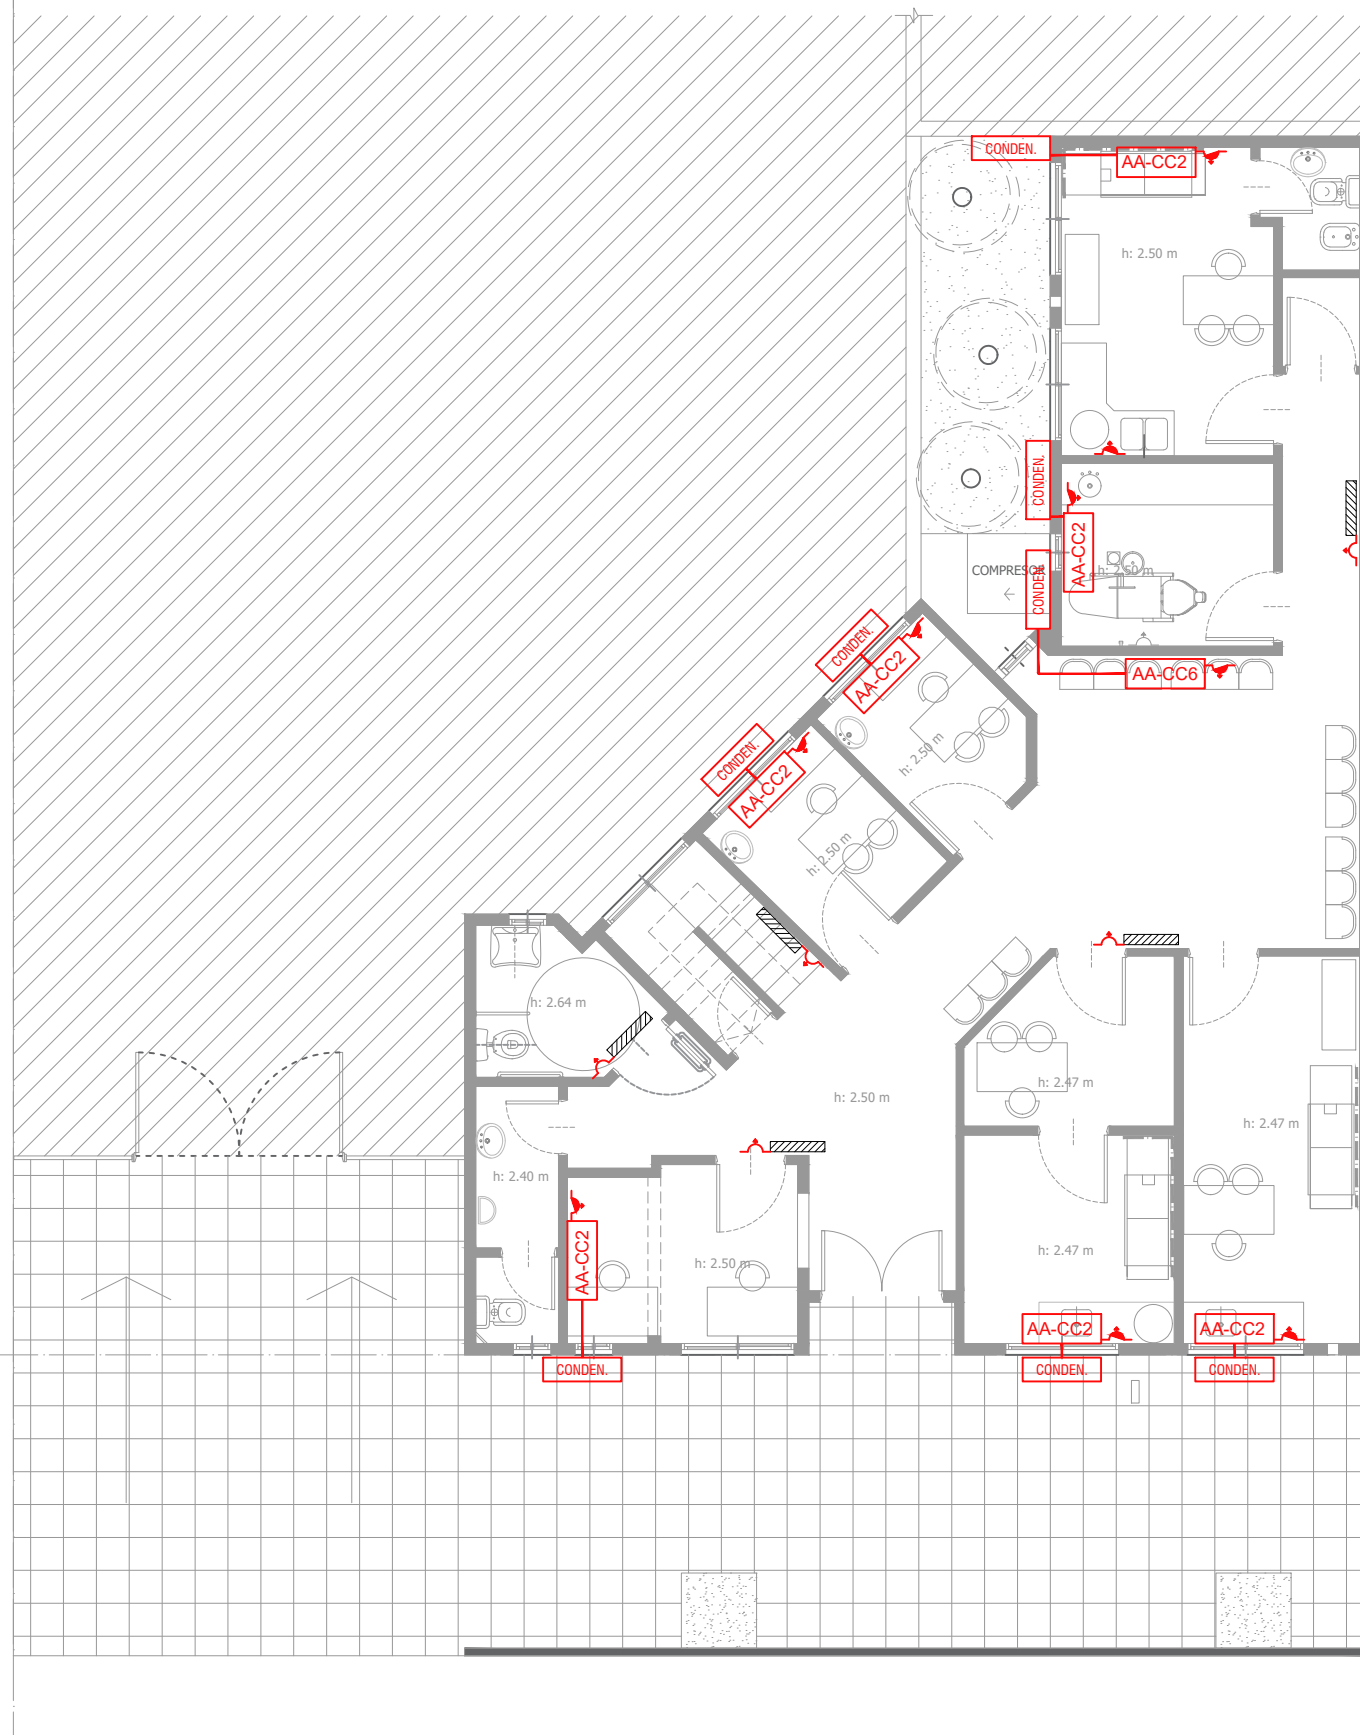 CONDEN.
AA-CC2
h: 2.50 m
CONDEN.
AA-CC2
COMPRESOR
h: 2.50 m
CONDEN.
CONDEN.
AA-CC2
AA-CC6
h: 2.50 m
CONDEN.
AA-CC2
h: 2.50 m
h: 2.64 m
h: 2.47 m
h: 2.50 m
h: 2.47 m
h: 2.40 m
AA-CC2
h: 2.50 m
h: 2.47 m
AA-CC2
AA-CC2
CONDEN.
CONDEN.
CONDEN.